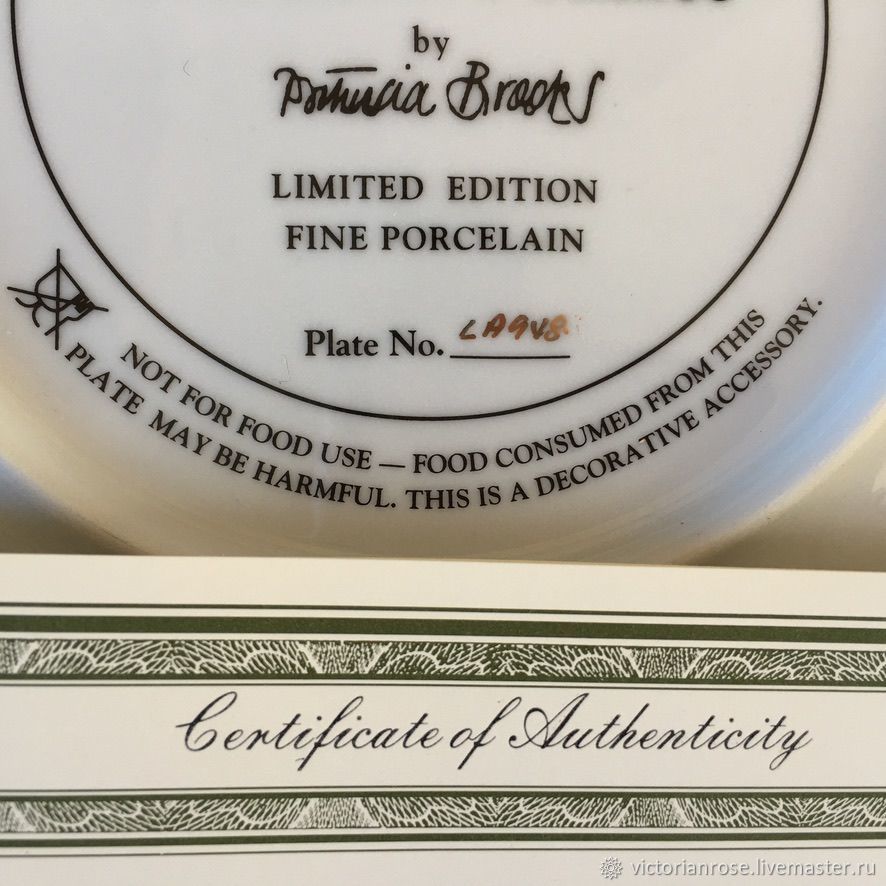 by
Patricia Brooks
LIMITED EDITION
FINE PORCELAIN
Plate No. LA9V8
NOT FOR FOOD USE — FOOD CONSUMED FROM THIS
PLATE MAY BE HARMFUL. THIS IS A DECORATIVE ACCESSORY.
Certificate of Authenticity
victorianrose.livemaster.ru